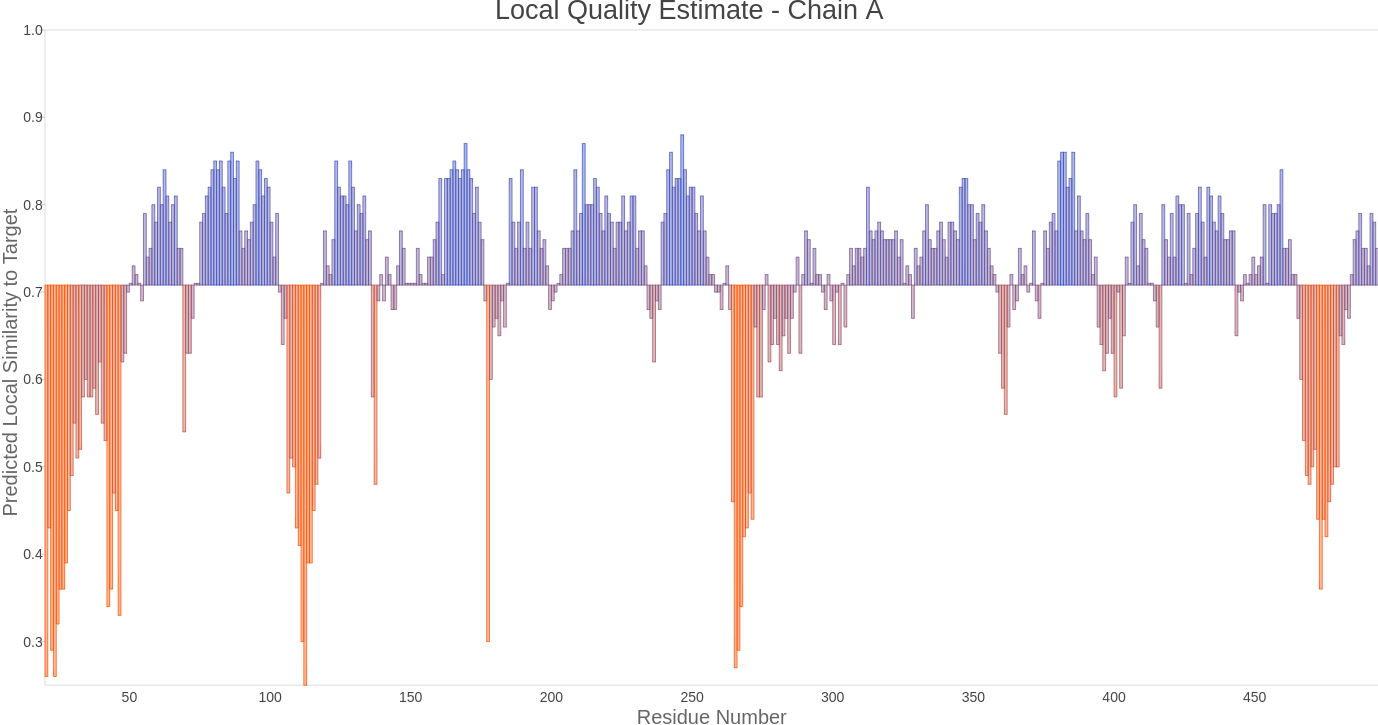 Local Quality Estimate - Chain A
Predicted Local Similarity to Target
1.0
0.9
0.8
0.7
0.6
0.5
0.4
0.3
50 100 150 200 250 300 350 400 450
Residue Number